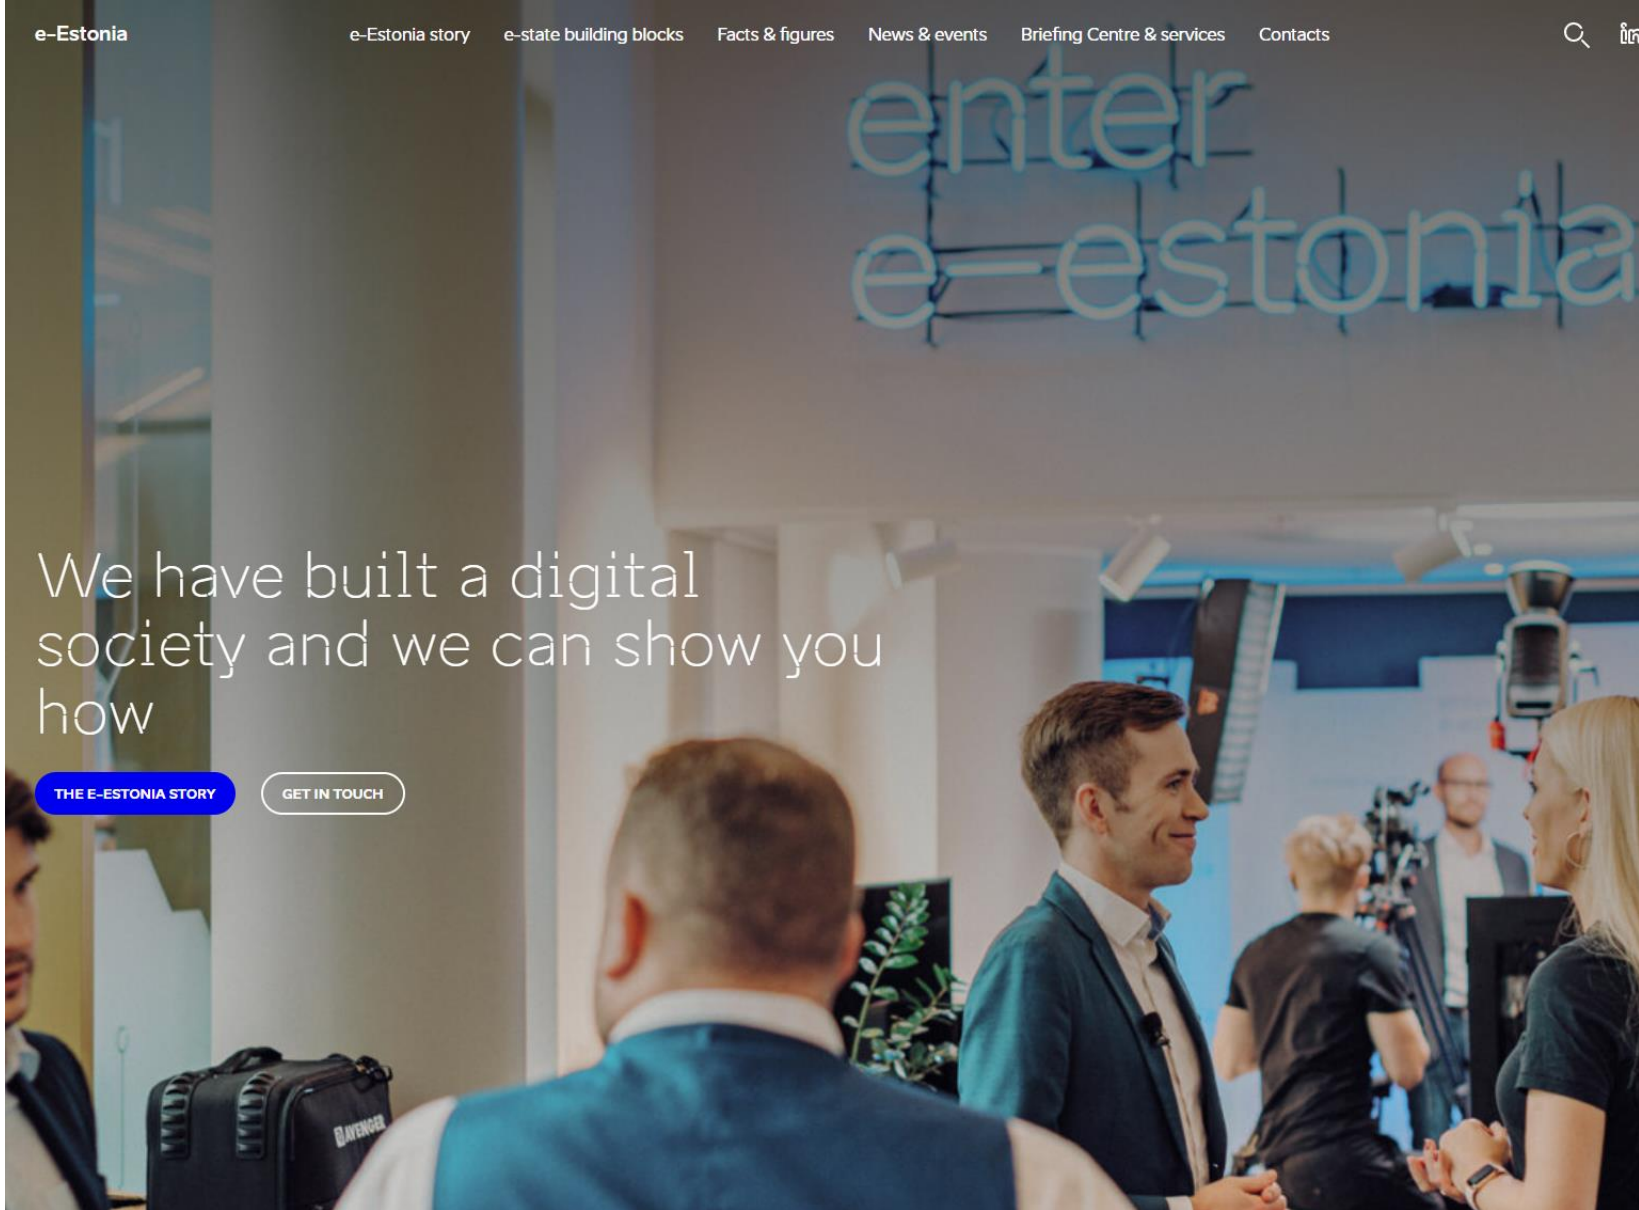 e-Estonia
e-Estonia story
e-state building blocks
Facts & figures
News & events
Briefing Centre & services
Contacts
in
enter
e-estonia
We have built a digital
society and we can show you
how
THE E-ESTONIA STORY
GET IN TOUCH
AVENGER